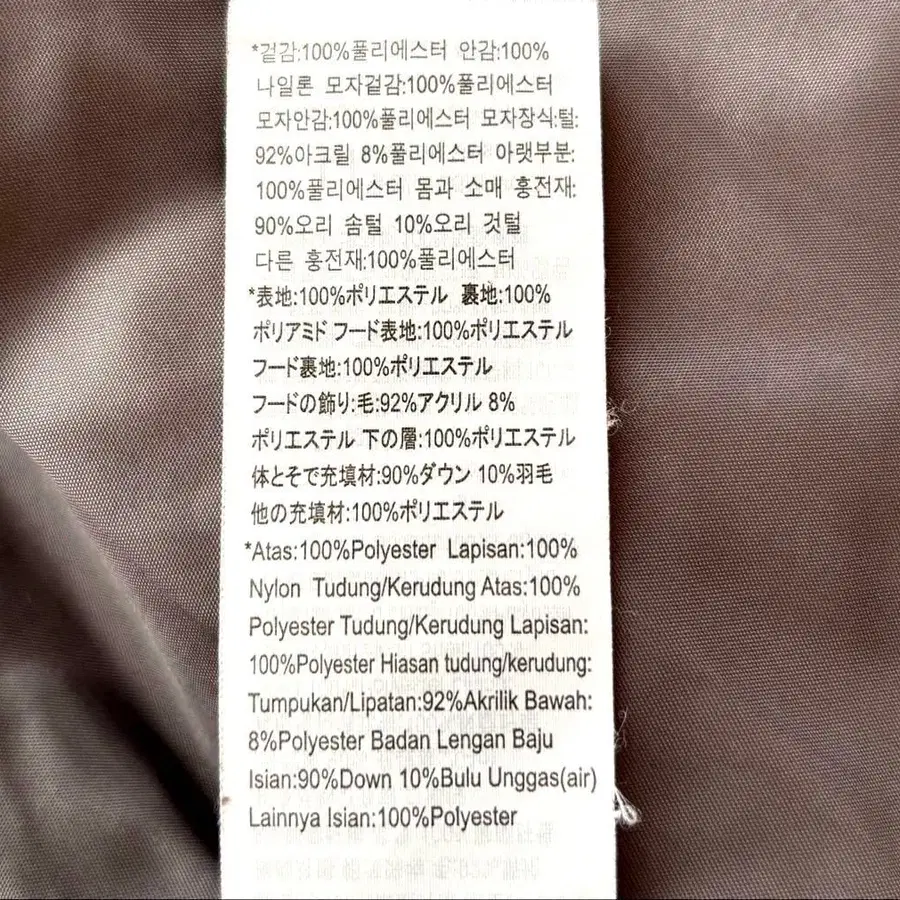 *겉감:100%폴리에스터 안감:100%
나일론 모자겉감:100%폴리에스터
모자안감:100%폴리에스터 모자장식:털:
92%아크릴 8%폴리에스터 아랫부분:
100%폴리에스터 몸과 소매 홍전재:
90%오리 솜털 10%오리 깃털
다른 홍전재:100%폴리에스터
*表地:100%ポリエステル 裏地:100%
ポリアミド フード表地:100%ポリエステル
フード裏地:100%ポリエステル
フードの飾り:毛:92%アクリル 8%
ポリエステル 下の層:100%ポリエステル
体とそで充填材:90%ダウン 10%羽毛
他の充填材:100%ポリエステル
*Atas:100%Polyester Lapisan:100%
Nylon Tudung/Kerudung Atas:100%
Polyester Tudung/Kerudung Lapisan:
100%Polyester Hiasan tudung/kerudung:
Tumpukan/Lipatan:92%Akrilik Bawah:
8%Polyester Badan Lengan Baju
Isian:90%Down 10%Bulu Unggas(air)
Lainnya Isian:100%Polyester